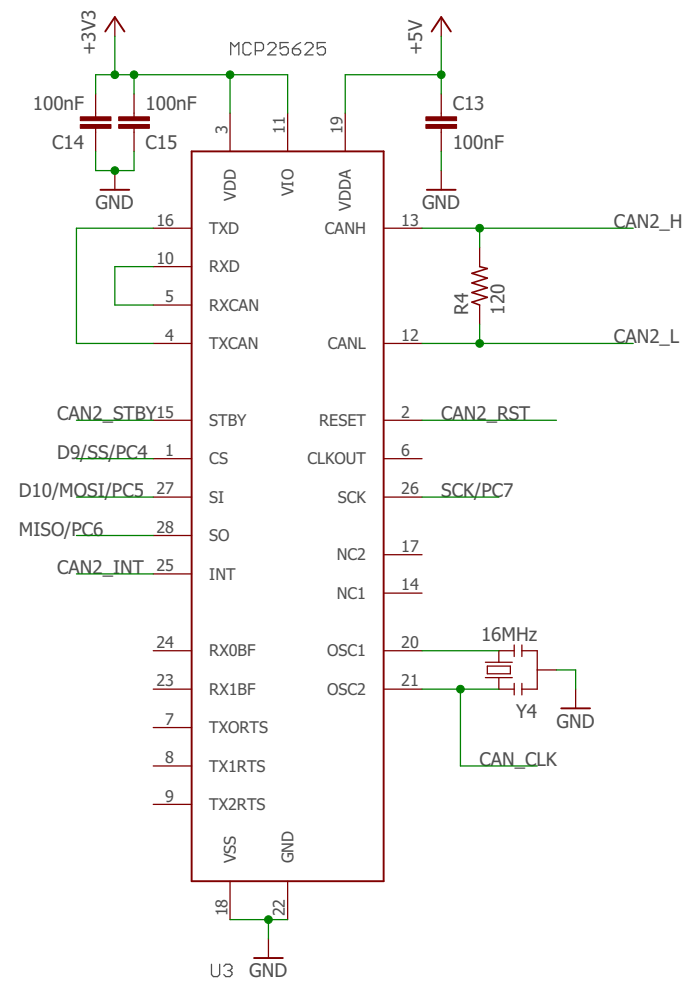 +3V3
+5V
MCP25625
100nF
100nF
C14
C15
C13
100nF
3
11
19
GND
GND
VDD
VIO
VDDA
16 TXD
CANH 13
CAN2_H
10 RXD
5 RXCAN
R4
120
4 TXCAN
CANL 12
CAN2_L
CAN2_STBY 15 STBY
RESET 2 CAN2_RST
D9/SS/PC4 1 CS
CLKOUT 6
D10/MOSI/PC5 27 SI
SCK 26 SCK/PC7
MISO/PC6 28 SO
NC2 17
CAN2_INT 25 INT
NC1 14
24 RX0BF
OSC1 20
16MHz
23 RX1BF
OSC2 21
Y4
GND
7 TXORTS
8 TX1RTS
CAN_CLK
9 TX2RTS
VSS
GND
18
22
U3
GND